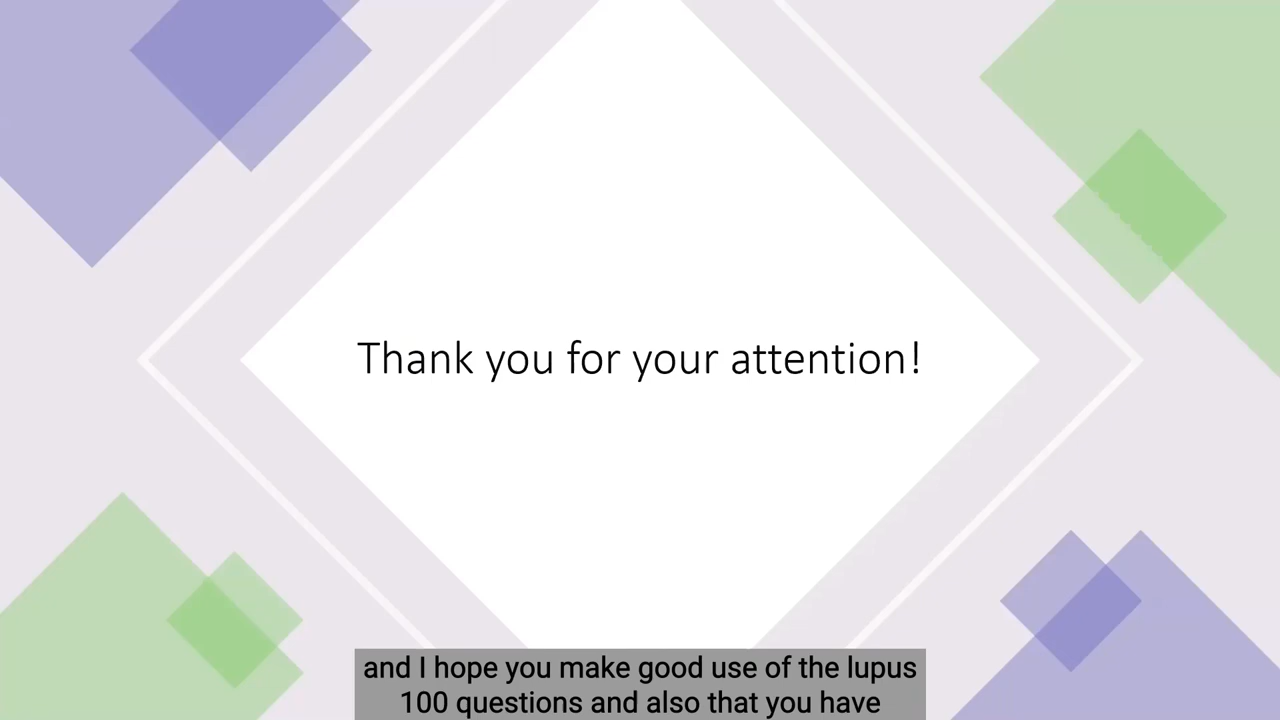 Thank you for your attention!
and I hope you make good use of the lupus
100 questions and also that you have